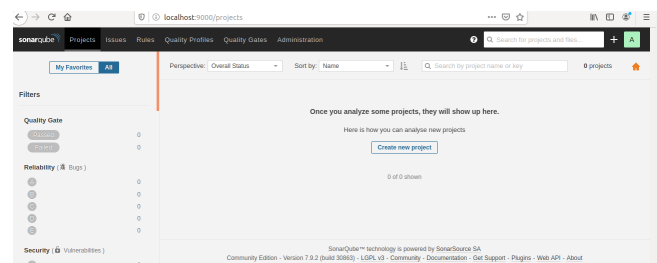 localhost:9000/projects
sonarqube Projects Issues Rules Quality Profiles Quality Gates Administration Search for projects and files... A
My Favorites All
Perspective: Overall Status Sort by: Name Search by project name or key 0 projects
Filters
Once you analyze some projects, they will show up here.
Quality Gate
Here is how you can analyse new projects
Passed 0
Failed 0
Create new project
Reliability ( Bugs )
0 of 0 shown
A 0
B 0
C 0
D 0
E 0
Security ( Vulnerabilities )
SonarQube™ technology is powered by SonarSource SA
Community Edition - Version 7.9.2 (build 30863) - LGPL v3 - Community - Documentation - Get Support - Plugins - Web API - About